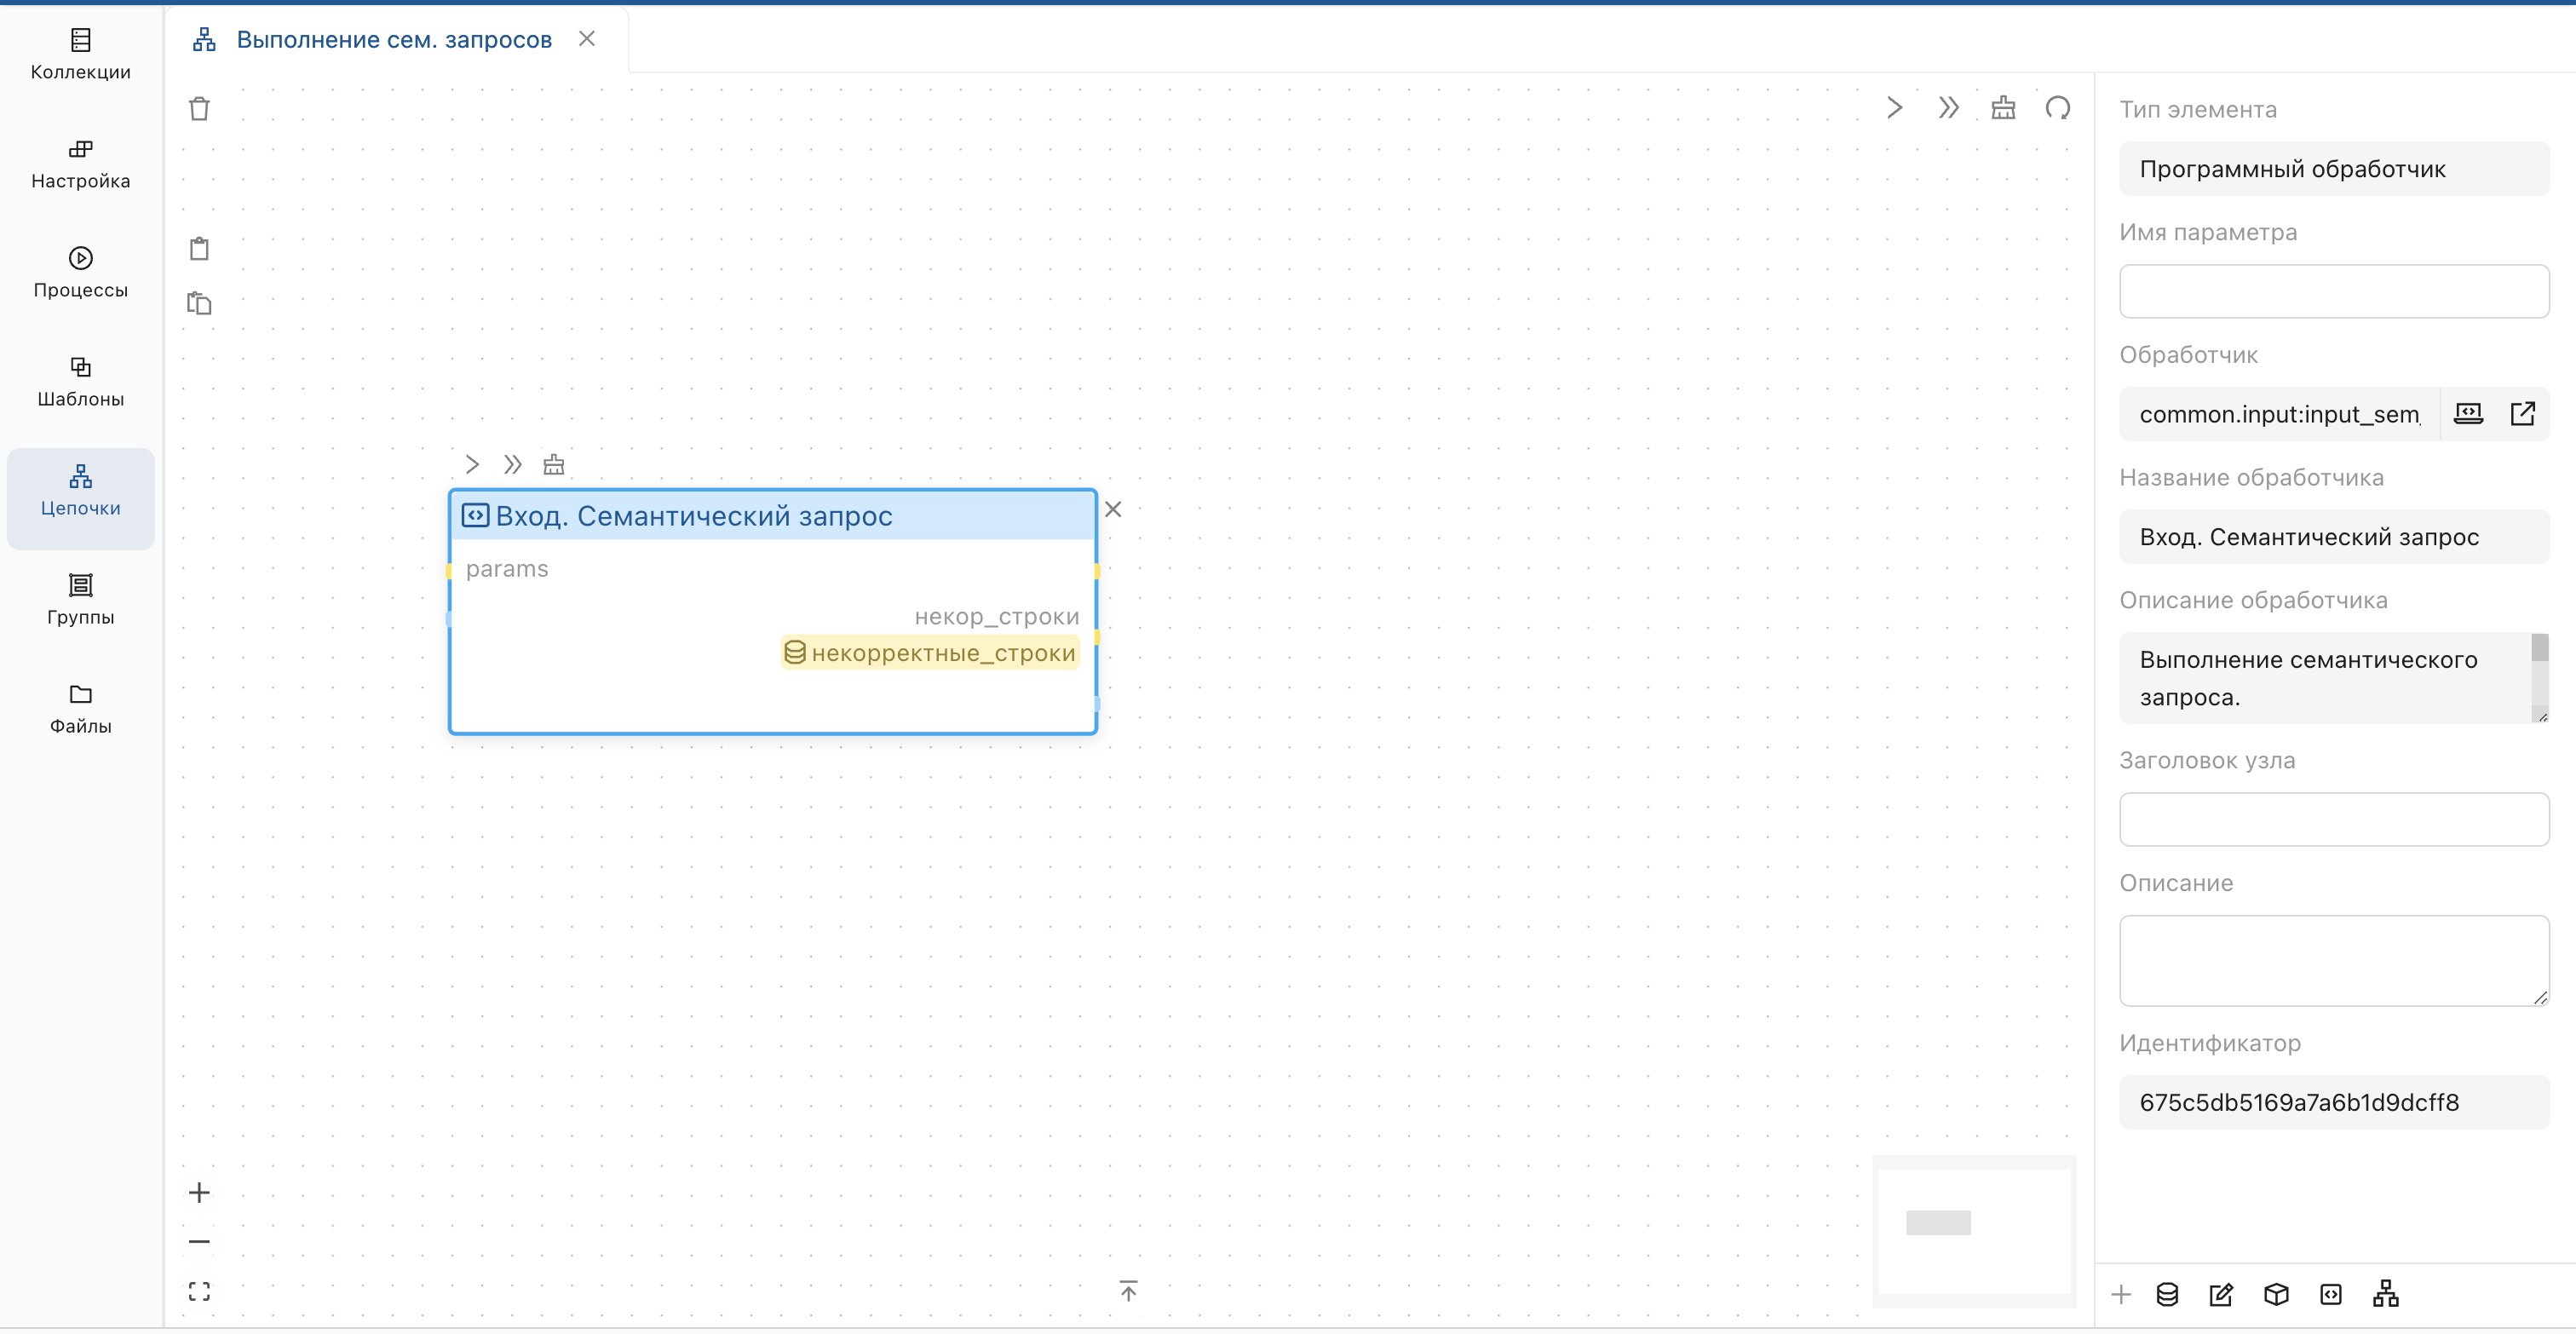 Коллекции
Настройка
Процессы
Шаблоны
Цепочки
Группы
Файлы
Выполнение сем. запросов
Вход. Семантический запрос
params
некор_строки
некорректные_строки
Тип элемента
Программный обработчик
Имя параметра
Обработчик
common.input:input_sem_
Название обработчика
Вход. Семантический запрос
Описание обработчика
Выполнение семантического
запроса.
Заголовок узла
Описание
Идентификатор
675c5db5169a7a6b1d9dcff8